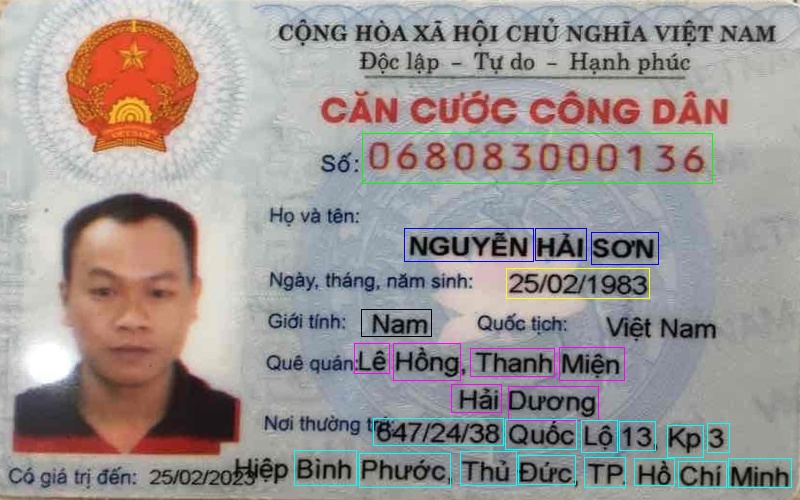 CỘNG HÒA XÃ HỘI CHỦ NGHĨA VIỆT NAM
Độc lập - Tự do - Hạnh phúc
CĂN CƯỚC CÔNG DÂN
Số: 068083000136
Họ và tên:
NGUYỄN HẢI SƠN
Ngày, tháng, năm sinh: 25/02/1983
Giới tính: Nam Quốc tịch: Việt Nam
Quê quán: Lê Hồng, Thanh Miện
Hải Dương
Nơi thường trú: 647/24/38 Quốc Lộ 13, Kp 3
Hiệp Bình Phước, Thủ Đức, TP. Hồ Chí Minh
Có giá trị đến: 25/02/2023
VIỆT NAM